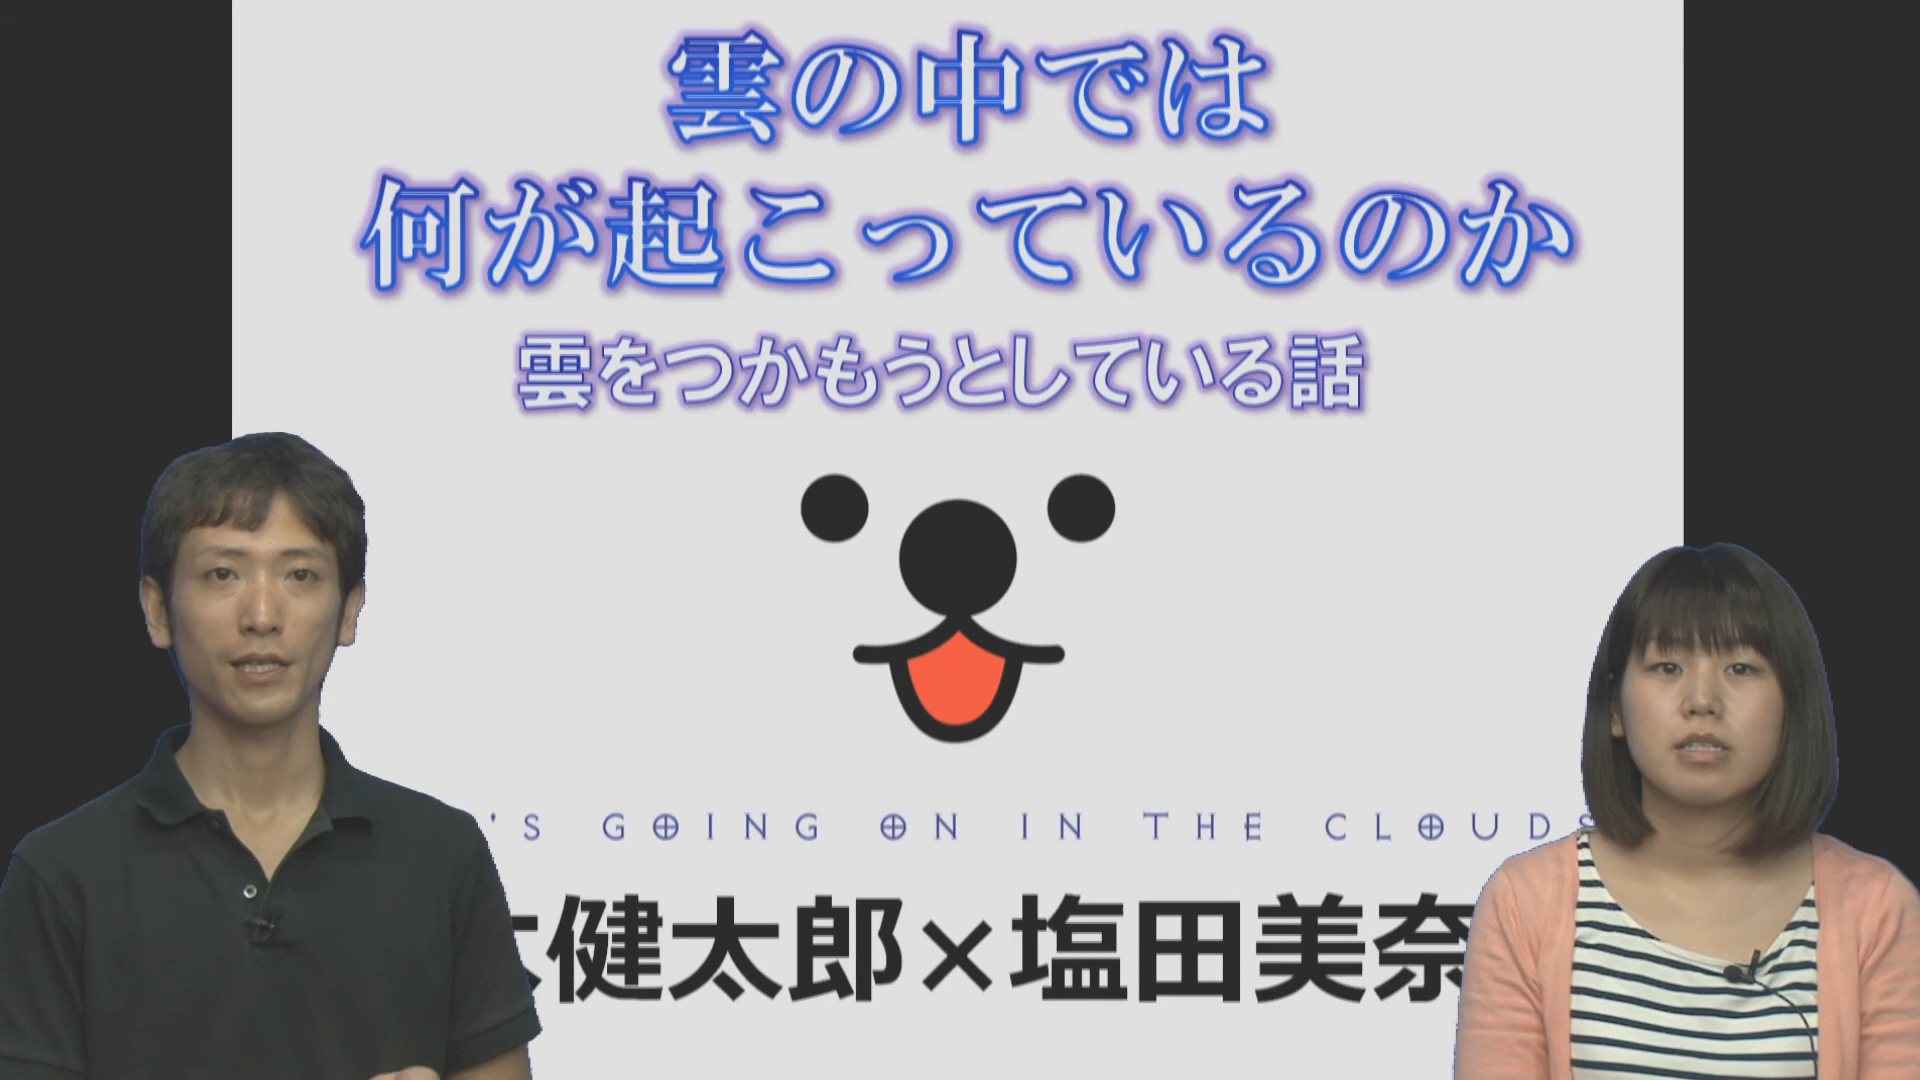 雲の中では
何が起こっているのか
雲をつかもうとしている話
'S GOING ON IN THE CLOUDS
健太郎×塩田美奈